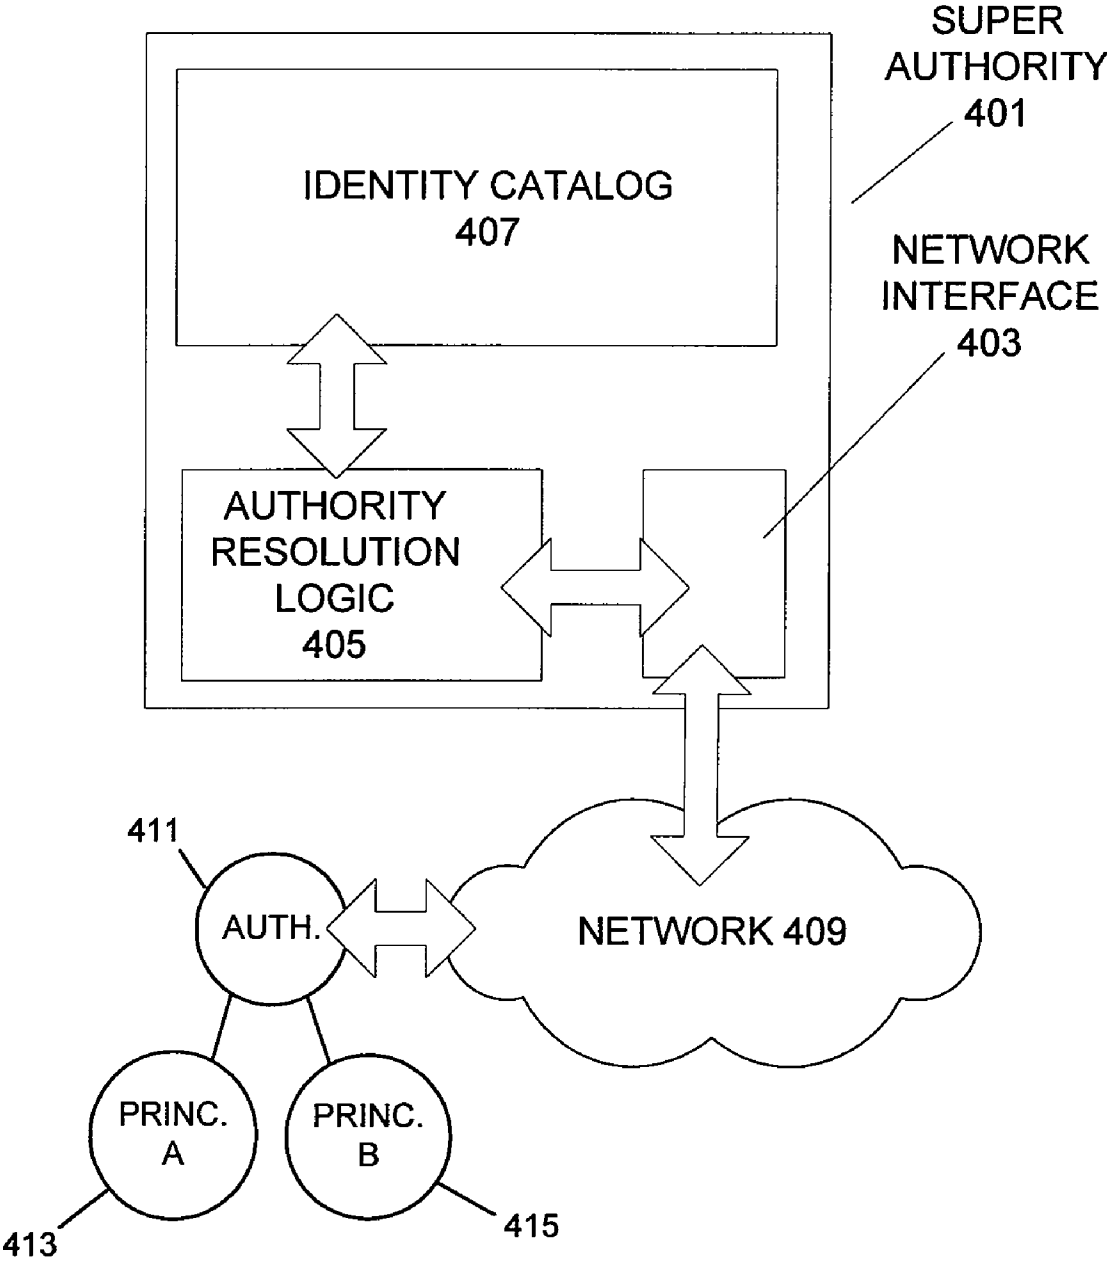 SUPER
AUTHORITY
401
IDENTITY CATALOG
407
NETWORK
INTERFACE
403
AUTHORITY
RESOLUTION
LOGIC
405
411
AUTH.
NETWORK 409
PRINC.
A
PRINC.
B
413
415